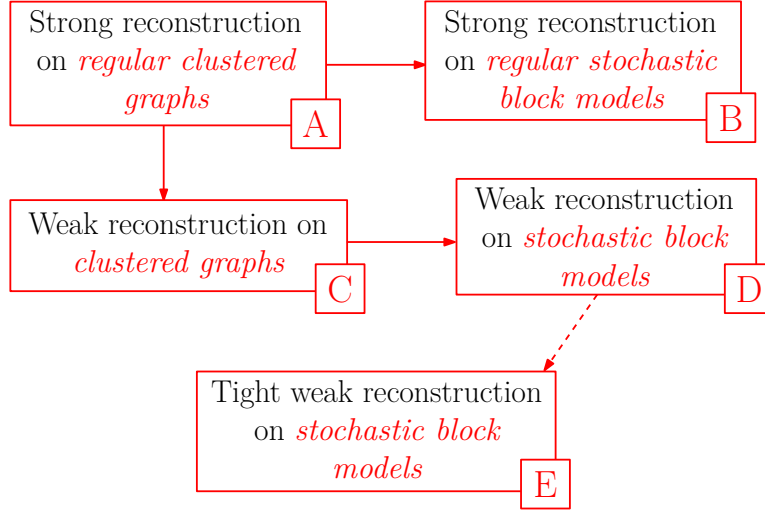 Strong reconstruction
on regular clustered
graphs
A
Strong reconstruction
on regular stochastic
block models
B
Weak reconstruction on
clustered graphs
C
Weak reconstruction
on stochastic block
models
D
Tight weak reconstruction
on stochastic block
models
E